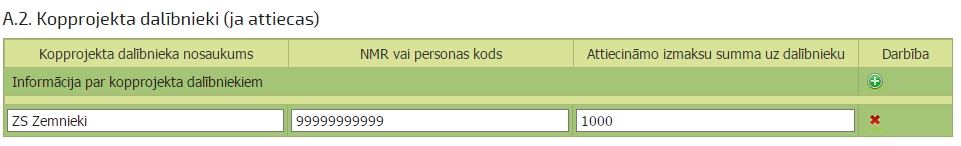 A.2. Kopprojekta dalībnieki (ja attiecas)
Kopprojekta dalībnieka nosaukums NMR vai personas kods Attiecināmo izmaksu summa uz dalībnieku Darbība
Informācija par kopprojekta dalībniekiem
ZS Zemnieki 99999999999 1000